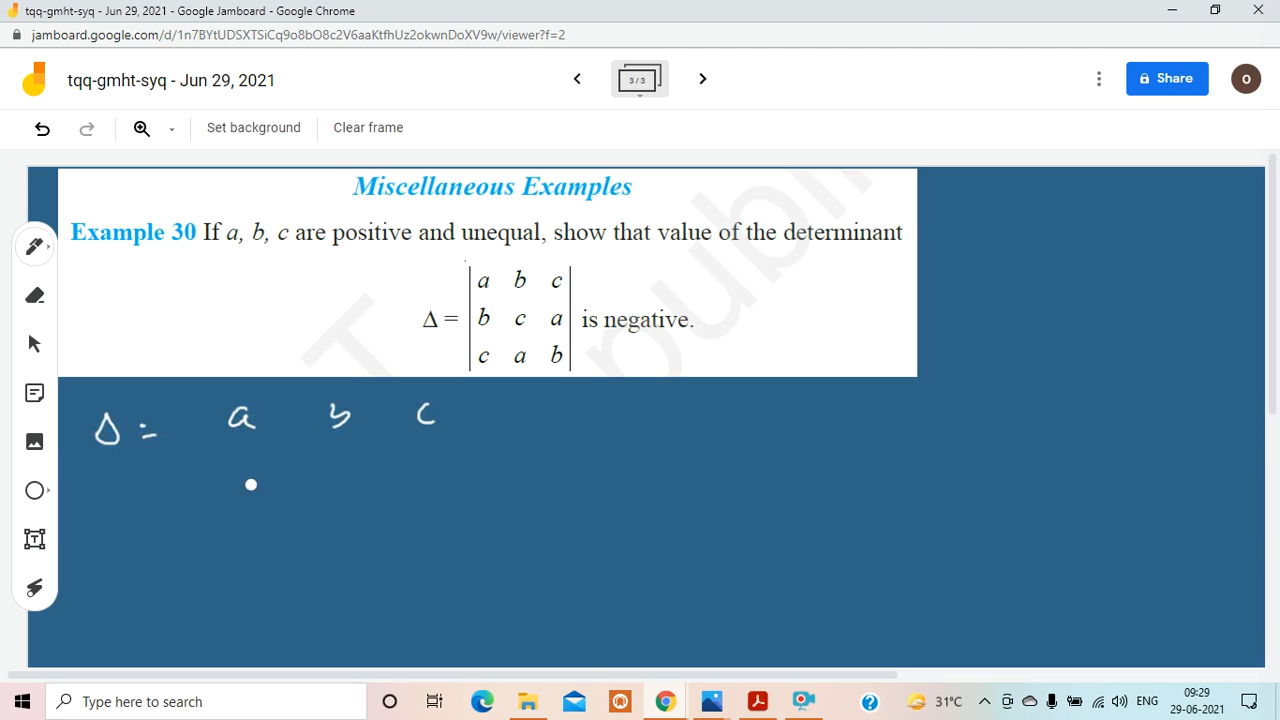 tqq-gmht-syq - Jun 29, 2021 - Google Jamboard - Google Chrome
jamboard.google.com/d/1n7BYtUDSXTSiCq9o8bO8c2V6aaKtfhUz2okwnDoXV9w/viewer?f=2
tqq-gmht-syq - Jun 29, 2021
3 / 3
Share
O
Set background
Clear frame
Miscellaneous Examples
Example 30 If a, b, c are positive and unequal, show that value of the determinant
a b c
Δ = b c a is negative.
c a b
Δ = a b c
Type here to search
31°C
ENG
09:29
29-06-2021